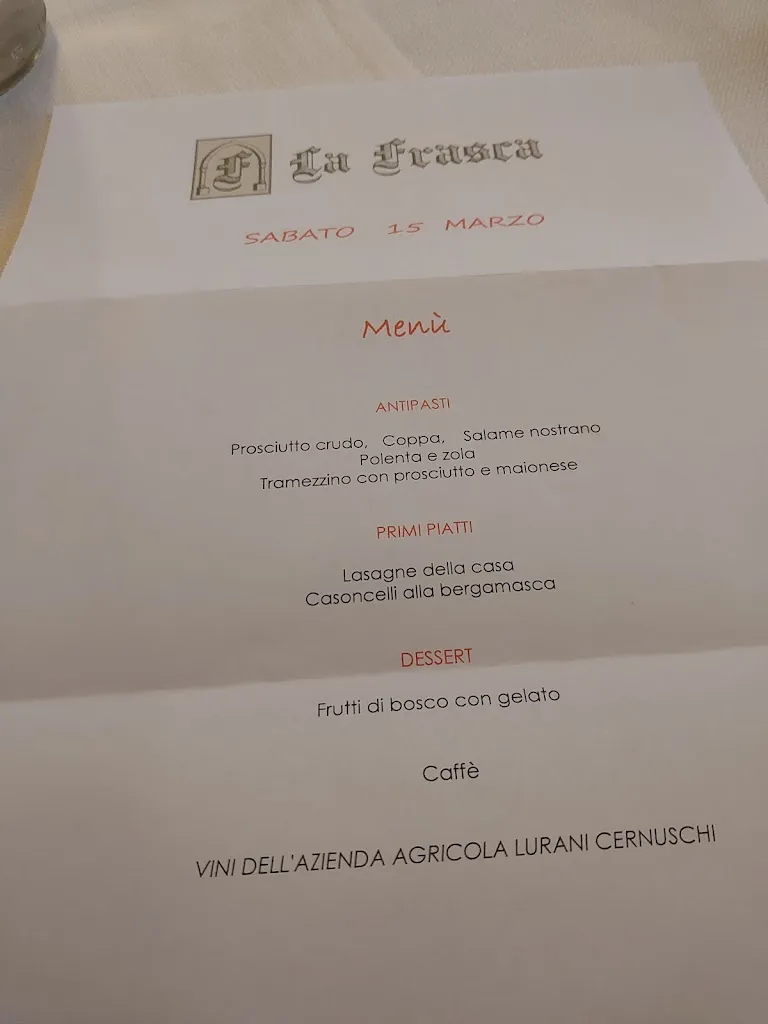 F La Frasca
SABATO 15 MARZO
Menù
ANTIPASTI
Prosciutto crudo, Coppa, Salame nostrano
Polenta e zola
Tramezzino con prosciutto e maionese
PRIMI PIATTI
Lasagne della casa
Casoncelli alla bergamasca
DESSERT
Frutti di bosco con gelato
Caffè
VINI DELL'AZIENDA AGRICOLA LURANI CERNUSCHI